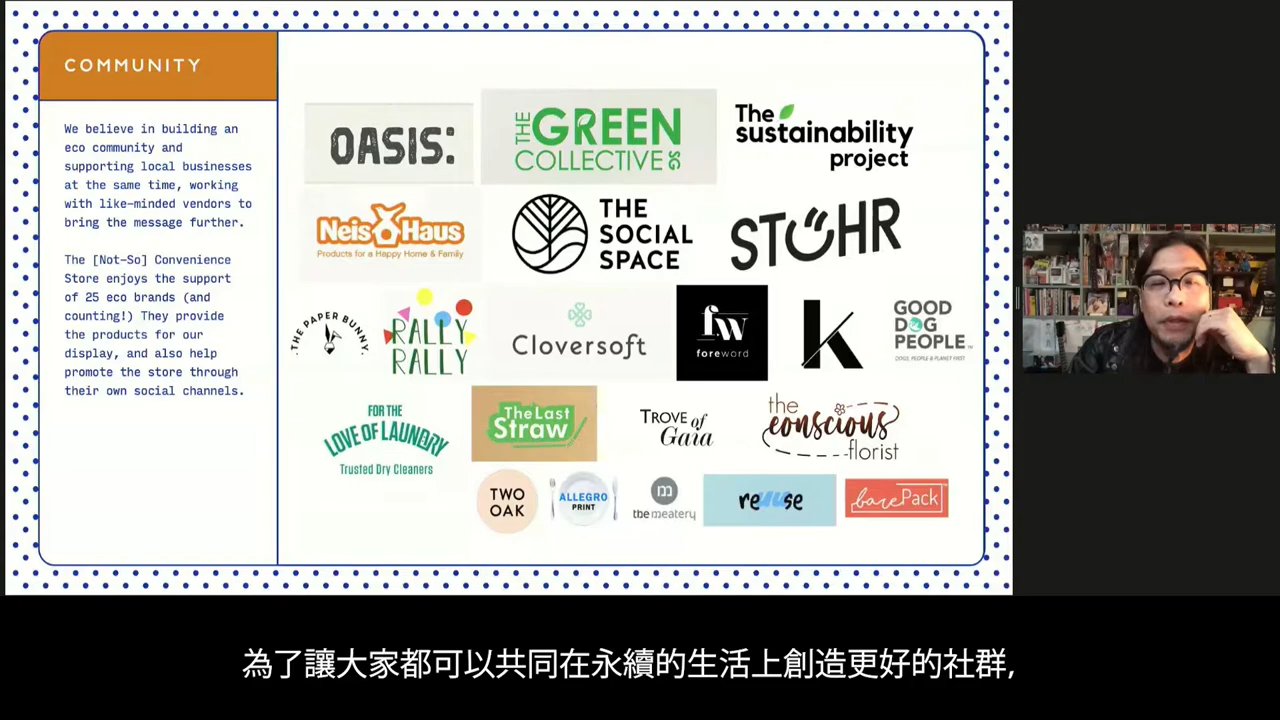 COMMUNITY
We believe in building an
eco community and
supporting local businesses
at the same time, working
with like-minded vendors to
bring the message further.
The [Not-So] Convenience
Store enjoys the support
of 25 eco brands (and
counting!) They provide
the products for our
display, and also help
promote the store through
their own social channels.
OASIS:
THE
GREEN
COLLECTIVE SG
The
sustainability
project
Neis Haus
Products for a Happy Home & Family
THE
SOCIAL
SPACE
STÜHR
THE PAPER BUNNY.
RALLY
RALLY
Cloversoft
fw
foreword
k
GOOD
DOG
PEOPLE™
DOGS, PEOPLE & PLANET FIRST
FOR THE
LOVE OF LAUNDRY
Trusted Dry Cleaners
The Last
Straw
TROVE of
Gaia
the
conscious
florist
TWO
OAK
ALLEGRO
PRINT
m
the meatery
reuuse
barePack
為了讓大家都可以共同在永續的生活上創造更好的社群,